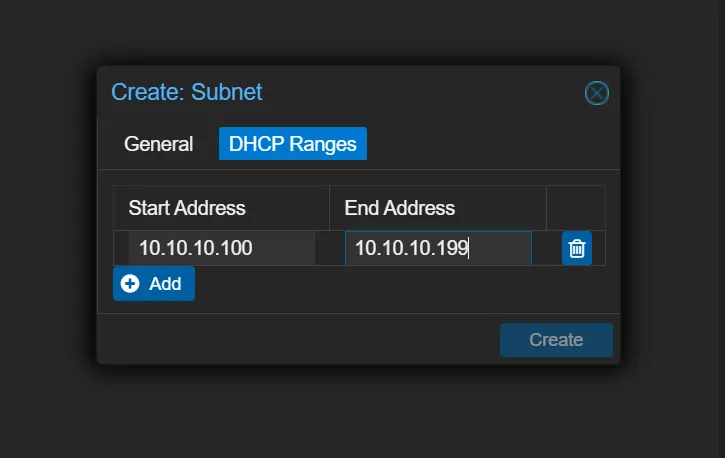 Create: Subnet
General DHCP Ranges
Start Address End Address
10.10.10.100 10.10.10.199
Add
Create